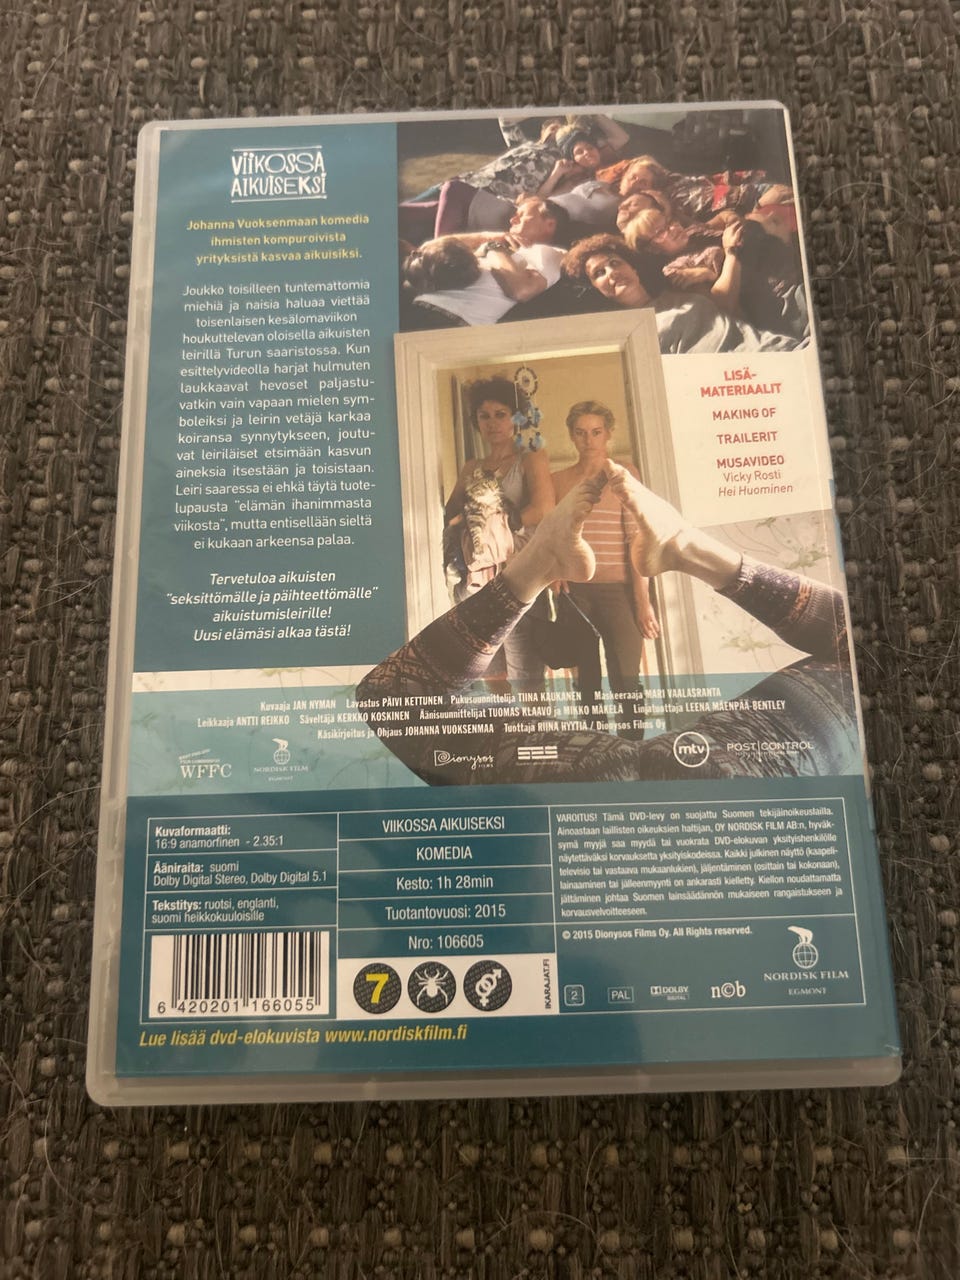 VIIKOSSA
AIKUISEKSI
Johanna Vuoksenmaan komedia
ihmisten kompuroivista
yrityksistä kasvaa aikuisiksi.
Joukko toisilleen tuntemattomia
miehiä ja naisia haluaa viettää
toisenlaisen kesälomaviikon
houkuttelevan oloisella aikuisten
leirillä Turun saaristossa. Kun
esittelyvideolla harjat hulmuten
laukkaavat hevoset paljastu-
vatkin vain vapaan mielen sym-
boleiksi ja leirin vetäjä karkaa
koiransa synnytykseen, joutu-
vat leiriläiset etsimään kasvun
aineksia itsestään ja toisistaan.
Leiri saaressa ei ehkä täytä tuote-
lupausta "elämän ihanimmasta
viikosta", mutta entisellään sieltä
ei kukaan arkeensa palaa.
Tervetuloa aikuisten
"seksittömälle ja päihteettömälle"
aikuistumisleirille!
Uusi elämäsi alkaa tästä!
LISÄ-
MATERIAALIT
MAKING OF
TRAILERIT
MUSAVIDEO
Vicky Rosti
Hei Huominen
Kuvaaja JAN NYMAN Lavastus PÄIVI KETTUNEN Pukusuunnittelija TIINA KAUKANEN Maskeeraaja MARI VAALASRANTA
Leikkaaja ANTTI REIKKO Säveltäjä KERKKO KOSKINEN Äänisuunnittelijat TUOMAS KLAAVO ja MIKKO MÄKELÄ Linjatuottaja LEENA MÄENPÄÄ-BENTLEY
Käsikirjoitus ja Ohjaus JOHANNA VUOKSENMAA Tuottaja RIINA HYYTIÄ / Dionysos Films Oy
WFFC
NORDISK FILM
EGMONT
Dionysos
FILMS
SES
mtv
POST|CONTROL
Kuvaformaatti:
16:9 anamorfinen - 2.35:1
Ääniraita: suomi
Dolby Digital Stereo, Dolby Digital 5.1
Tekstitys: ruotsi, englanti,
suomi heikkokuuloisille
6 420201 166055
VIIKOSSA AIKUISEKSI
KOMEDIA
Kesto: 1h 28min
Tuotantovuosi: 2015
Nro: 106605
7
IKARAJAT.FI
VAROITUS! Tämä DVD-levy on suojattu Suomen tekijäinoikeuslailla.
Ainoastaan laillisten oikeuksien haltijan, OY NORDISK FILM AB:n, hyväk-
symä myyjä saa myydä tai vuokrata DVD-elokuvan yksityishenkilölle
näytettäväksi korvauksetta yksityiskodeissa. Kaikki julkinen näyttö (kaapeli-
televisio tai vastaava mukaanlukien), jäljentäminen (osittain tai kokonaan),
lainaaminen tai jälleenmyynti on ankarasti kielletty. Kiellon noudattamatta
jättäminen johtaa Suomen lainsäädännön mukaiseen rangaistukseen ja
korvausvelvoitteeseen.
© 2015 Dionysos Films Oy. All Rights reserved.
2
PAL
DOLBY
DIGITAL
n©b
NORDISK FILM
EGMONT
Lue lisää dvd-elokuvista www.nordiskfilm.fi